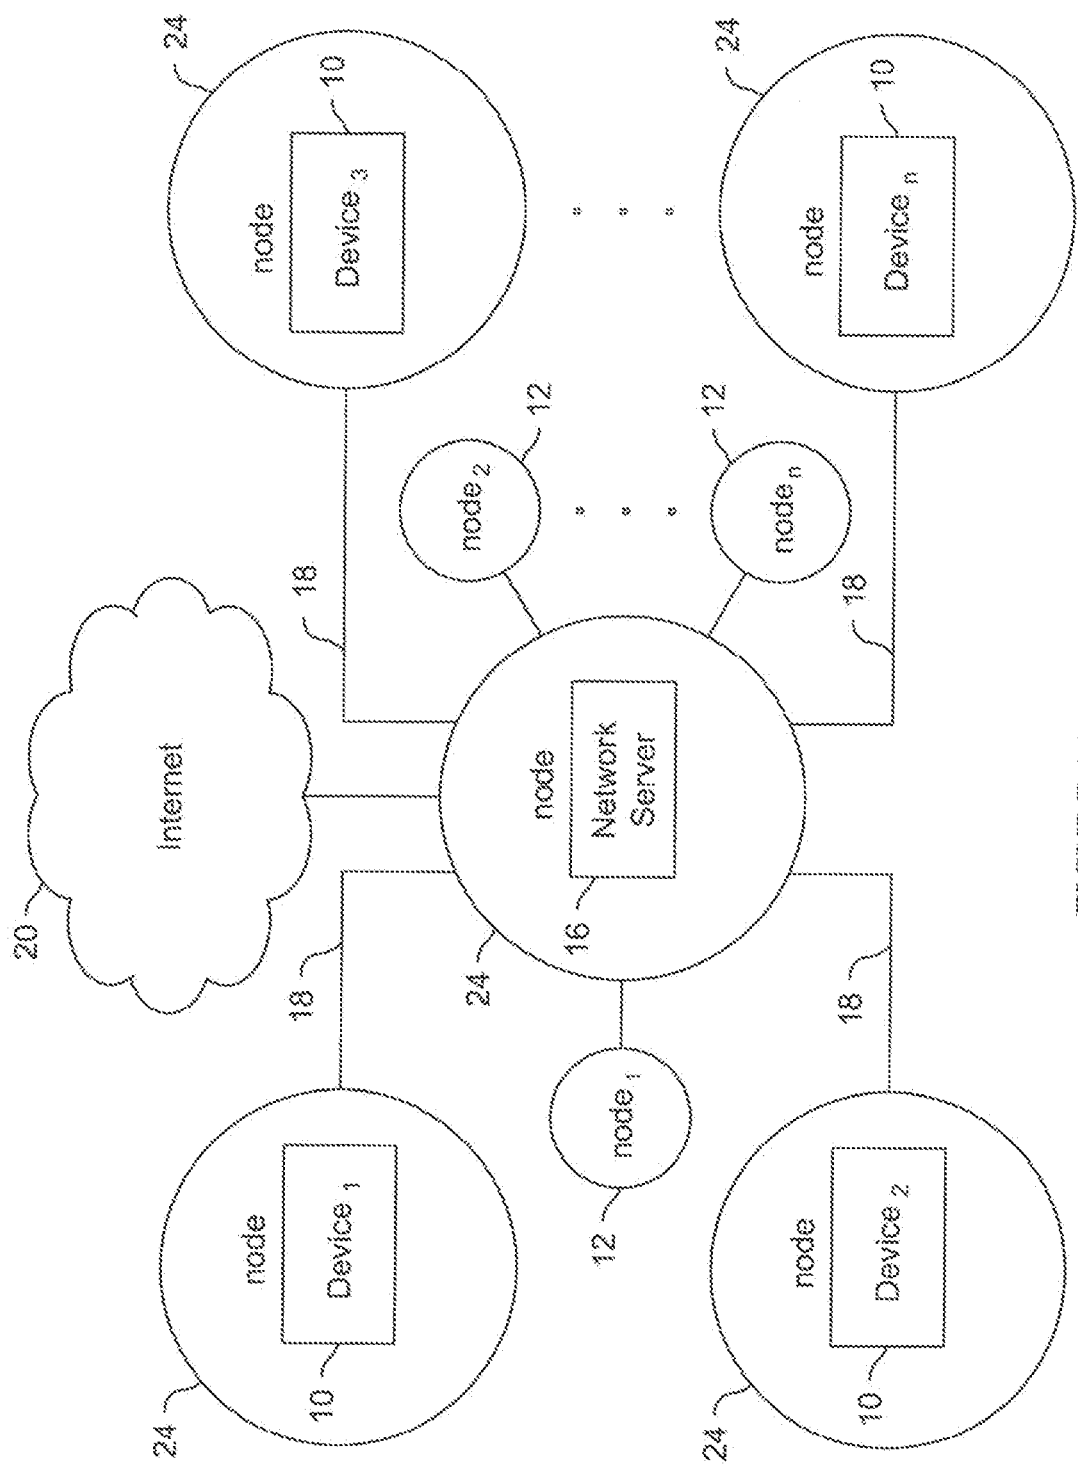 20
Internet
24
node
Device 1
10
18
18
24
node
Device 3
10
24
node
16
Network
Server
12
node 1
node 2
12
node n
12
24
node
Device 2
10
18
18
24
node
Device n
10